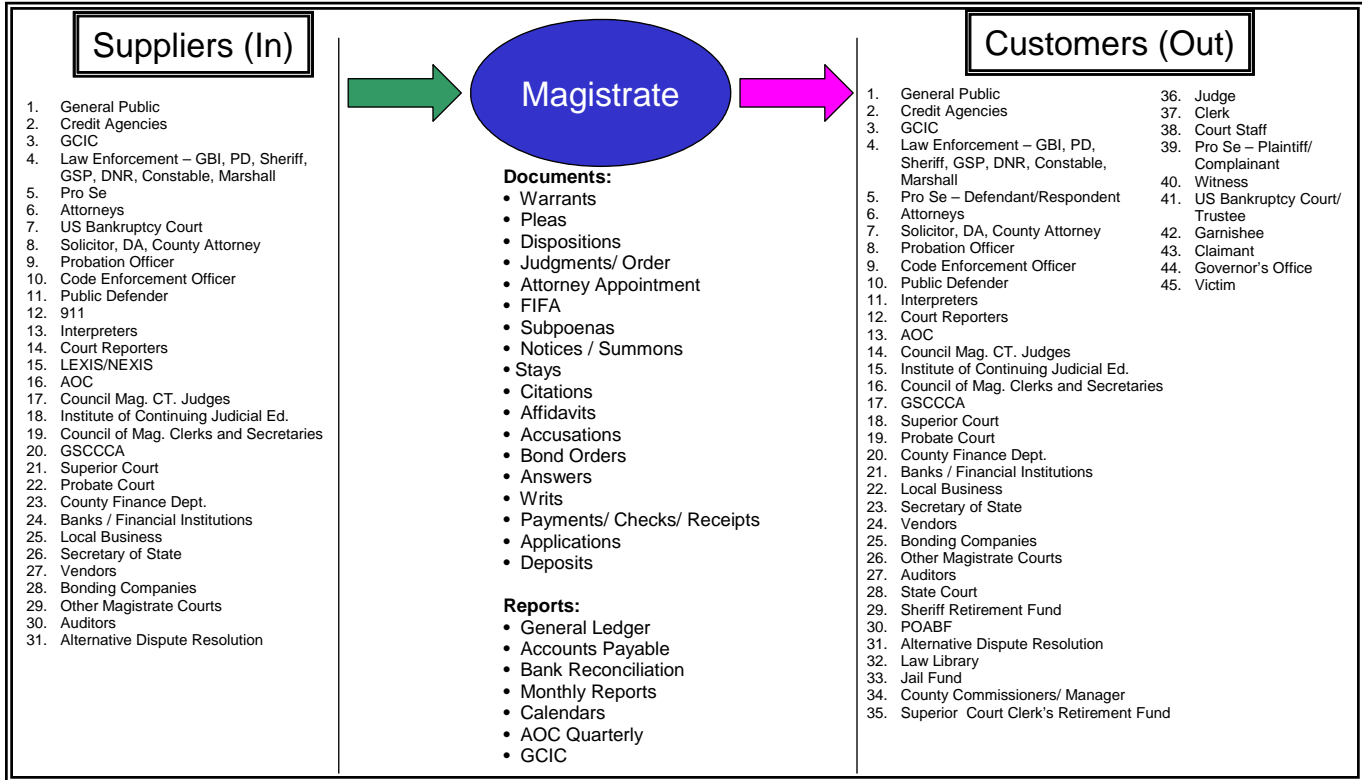 Suppliers (In)
1. General Public
2. Credit Agencies
3. GCIC
4. Law Enforcement – GBI, PD, Sheriff,
GSP, DNR, Constable, Marshall
5. Pro Se
6. Attorneys
7. US Bankruptcy Court
8. Solicitor, DA, County Attorney
9. Probation Officer
10. Code Enforcement Officer
11. Public Defender
12. 911
13. Interpreters
14. Court Reporters
15. LEXIS/NEXIS
16. AOC
17. Council Mag. CT. Judges
18. Institute of Continuing Judicial Ed.
19. Council of Mag. Clerks and Secretaries
20. GSCCCA
21. Superior Court
22. Probate Court
23. County Finance Dept.
24. Banks / Financial Institutions
25. Local Business
26. Secretary of State
27. Vendors
28. Bonding Companies
29. Other Magistrate Courts
30. Auditors
31. Alternative Dispute Resolution
Magistrate
Documents:
• Warrants
• Pleas
• Dispositions
• Judgments/ Order
• Attorney Appointment
• FIFA
• Subpoenas
• Notices / Summons
• Stays
• Citations
• Affidavits
• Accusations
• Bond Orders
• Answers
• Writs
• Payments/ Checks/ Receipts
• Applications
• Deposits
Reports:
• General Ledger
• Accounts Payable
• Bank Reconciliation
• Monthly Reports
• Calendars
• AOC Quarterly
• GCIC
Customers (Out)
1. General Public
2. Credit Agencies
3. GCIC
4. Law Enforcement – GBI, PD,
Sheriff, GSP, DNR, Constable,
Marshall
5. Pro Se – Defendant/Respondent
6. Attorneys
7. Solicitor, DA, County Attorney
8. Probation Officer
9. Code Enforcement Officer
10. Public Defender
11. Interpreters
12. Court Reporters
13. AOC
14. Council Mag. CT. Judges
15. Institute of Continuing Judicial Ed.
16. Council of Mag. Clerks and Secretaries
17. GSCCCA
18. Superior Court
19. Probate Court
20. County Finance Dept.
21. Banks / Financial Institutions
22. Local Business
23. Secretary of State
24. Vendors
25. Bonding Companies
26. Other Magistrate Courts
27. Auditors
28. State Court
29. Sheriff Retirement Fund
30. POABF
31. Alternative Dispute Resolution
32. Law Library
33. Jail Fund
34. County Commissioners/ Manager
35. Superior Court Clerk's Retirement Fund
36. Judge
37. Clerk
38. Court Staff
39. Pro Se – Plaintiff/
Complainant
40. Witness
41. US Bankruptcy Court/
Trustee
42. Garnishee
43. Claimant
44. Governor's Office
45. Victim